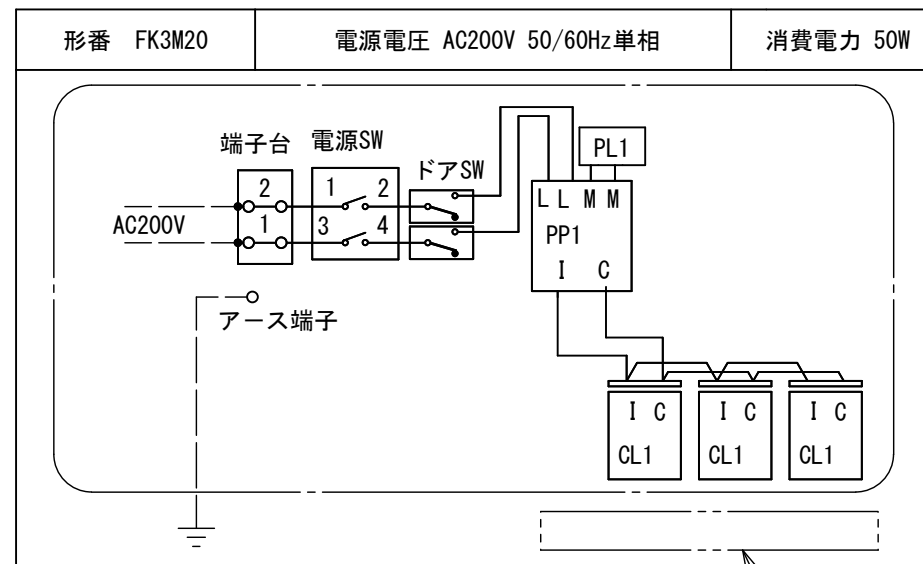 形番 FK3M20 電源電圧 AC200V 50/60Hz単相 消費電力 50W
端子台 電源SW ドアSW PL1
2 1 2 L L M M
AC200V 1 3 4 PP1
I C
アース端子
I C I C I C
CL1 CL1 CL1